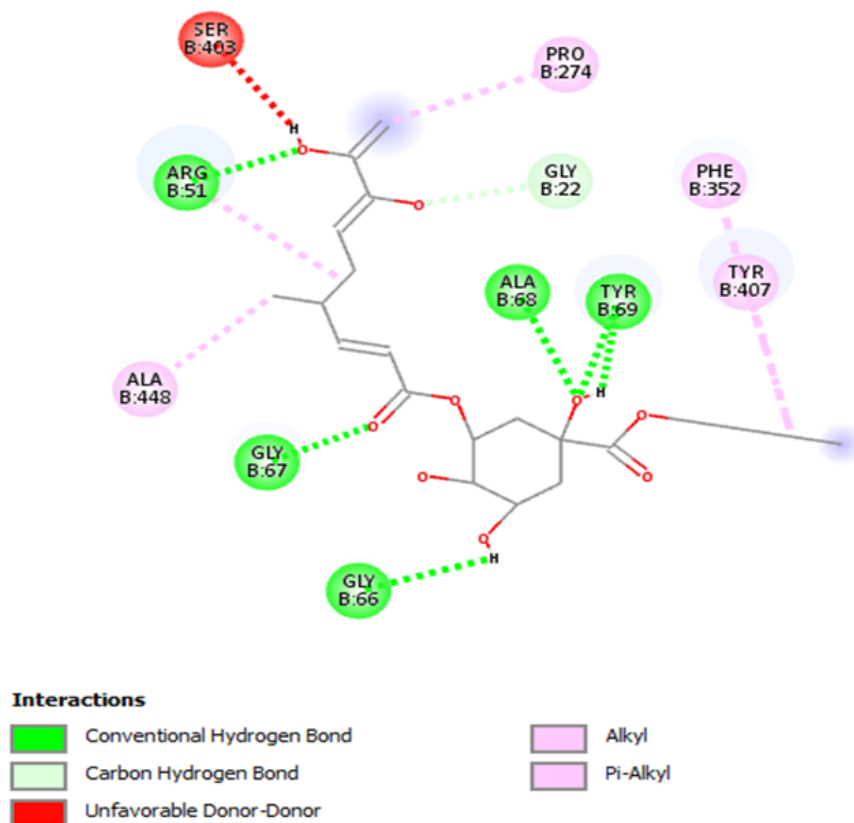 SER
B:403
PRO
B:274
H
O
ARG
B:51
GLY
B:22
PHE
B:352
O
TYR
B:407
ALA
B:68
TYR
B:69
H
O
ALA
B:448
O
O
O
GLY
B:67
O
O
O
H
GLY
B:66
Interactions
Conventional Hydrogen Bond
Carbon Hydrogen Bond
Unfavorable Donor-Donor
Alkyl
Pi-Alkyl